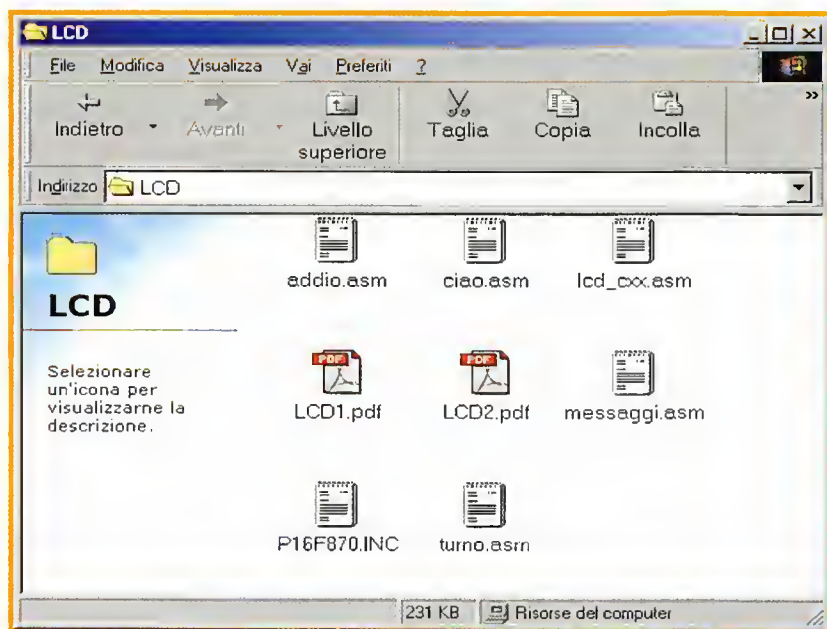 LCD
File Modifica Visualizza Vai Preferiti ?
Indietro Avanti Livello superiore Taglia Copia Incolla »
Indirizzo LCD
addio.asm ciao.asm lcd_cxx.asm
LCD
Selezionare
un'icona per
visualizzarne la
descrizione.
PDF PDF
LCD1.pdf LCD2.pdf messaggi.asm
P16F870.INC turno.asm
231 KB Risorse del computer